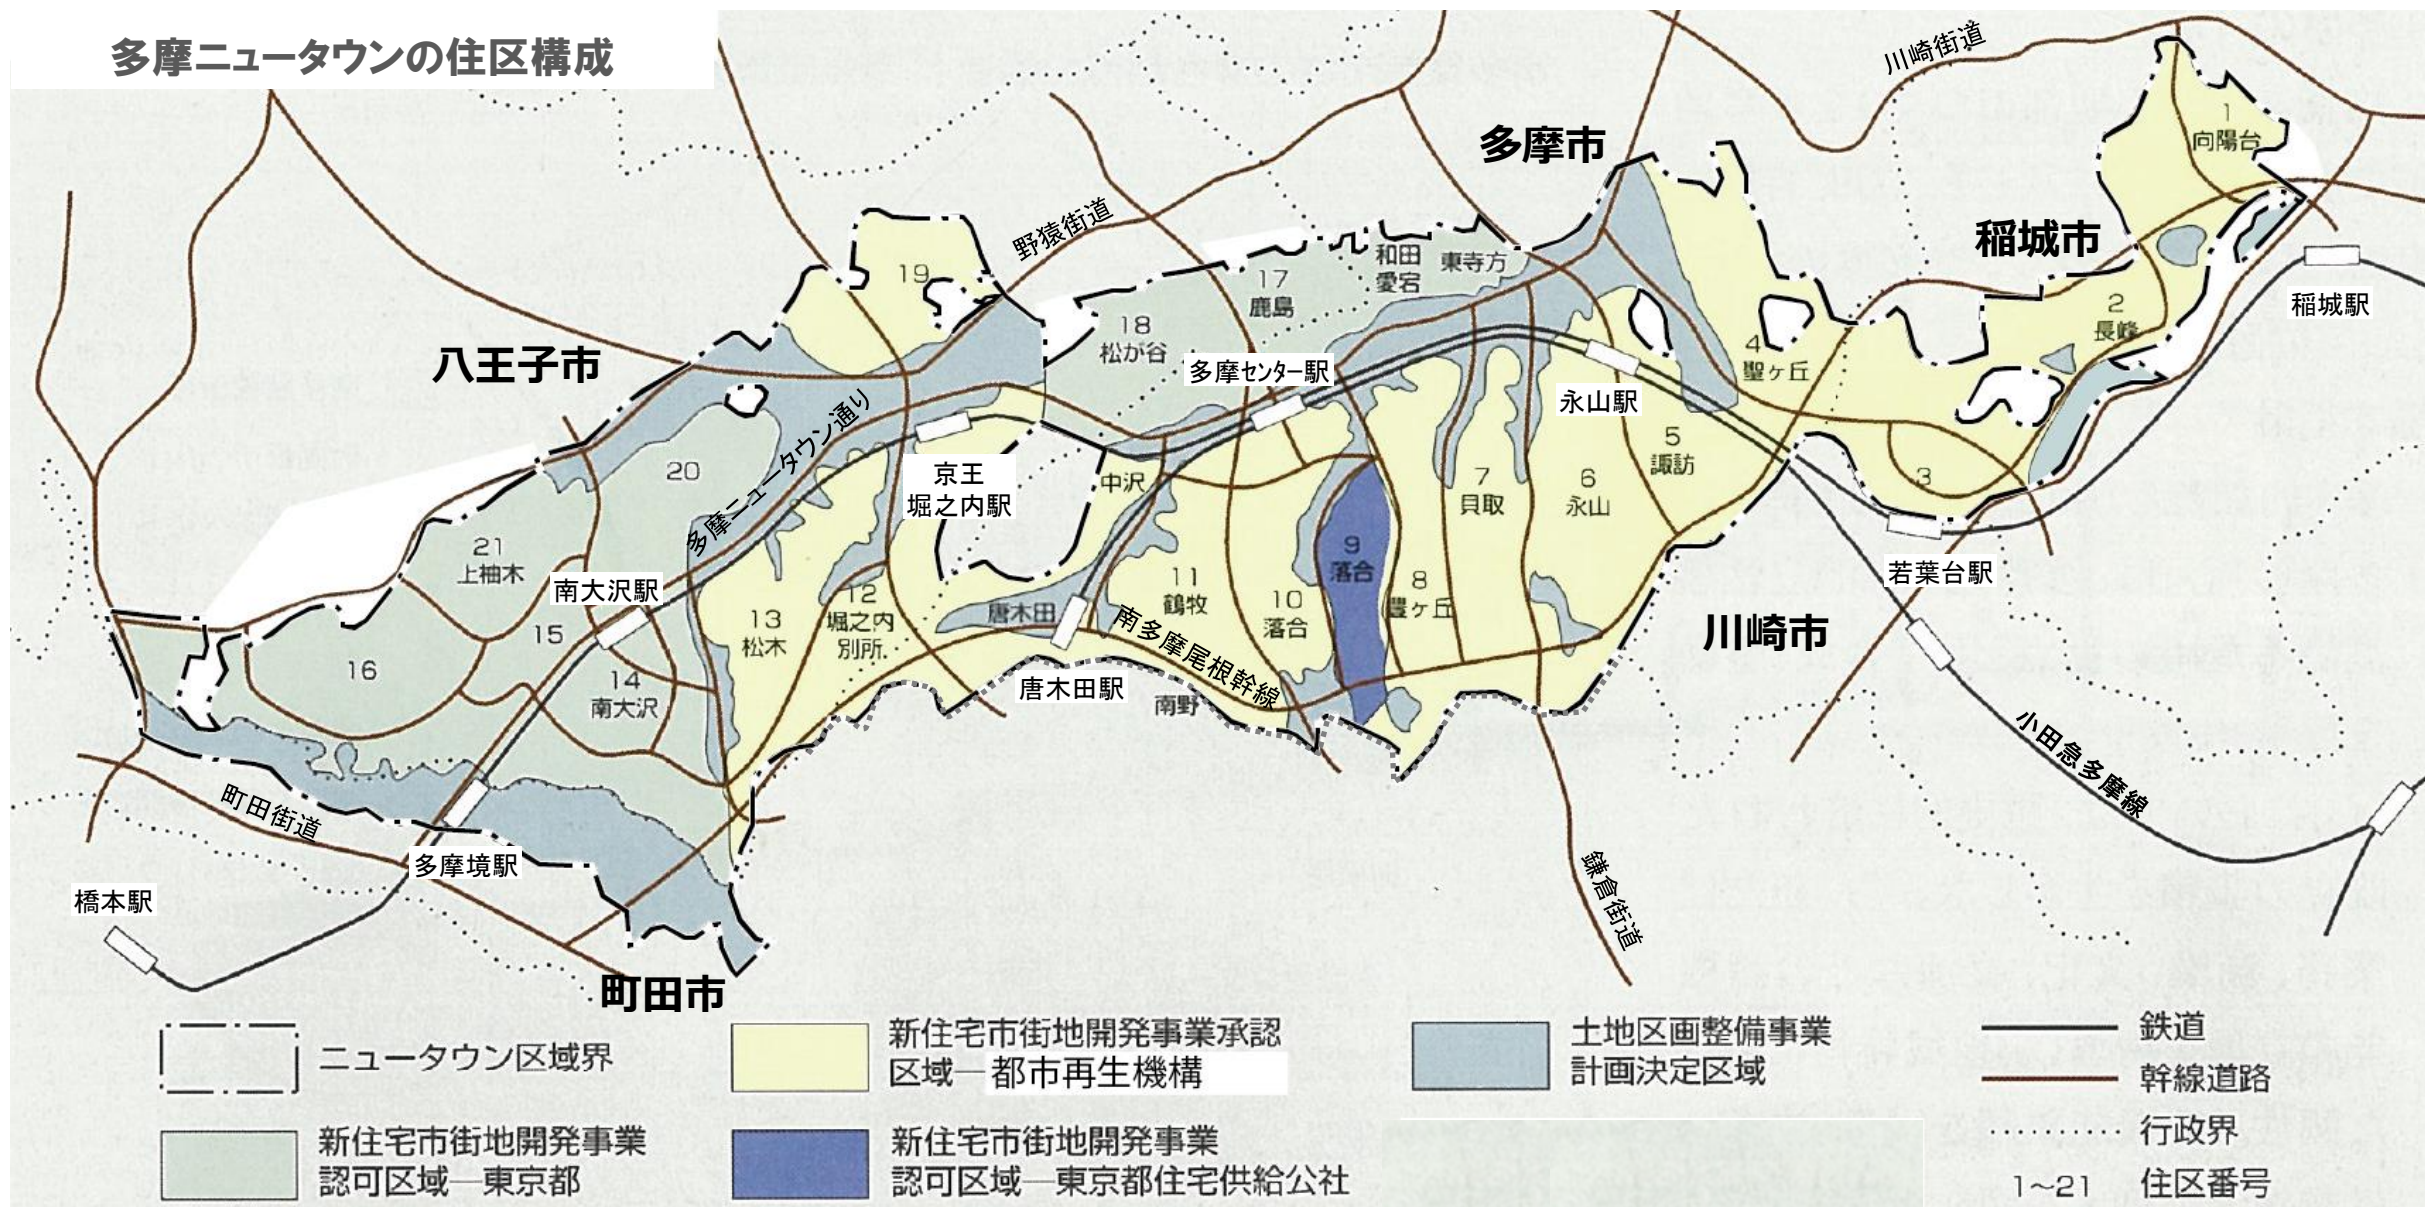 多摩ニュータウンの住区構成
川崎街道
1
向陽台
多摩市
稲城市
野猿街道
和田
愛宕
東寺方
19
17
鹿島
稲城駅
2
長峰
18
松が谷
八王子市
多摩センター駅
4
聖ヶ丘
永山駅
多摩ニュータウン通り
20
京王
堀之内駅
中沢
7
貝取
6
永山
5
諏訪
3
21
上柚木
9
落合
若葉台駅
南大沢駅
11
鶴牧
8
豊ヶ丘
12
堀之内
別所
13
松木
15
唐木田
10
落合
川崎市
16
14
南大沢
唐木田駅
南野
南多摩尾根幹線
小田急多摩線
町田街道
多摩境駅
橋本駅
鎌倉街道
町田市
ニュータウン区域界
新住宅市街地開発事業承認
区域―都市再生機構
土地区画整備事業
計画決定区域
鉄道
幹線道路
行政界
1～21 住区番号
新住宅市街地開発事業
認可区域―東京都
新住宅市街地開発事業
認可区域―東京都住宅供給公社